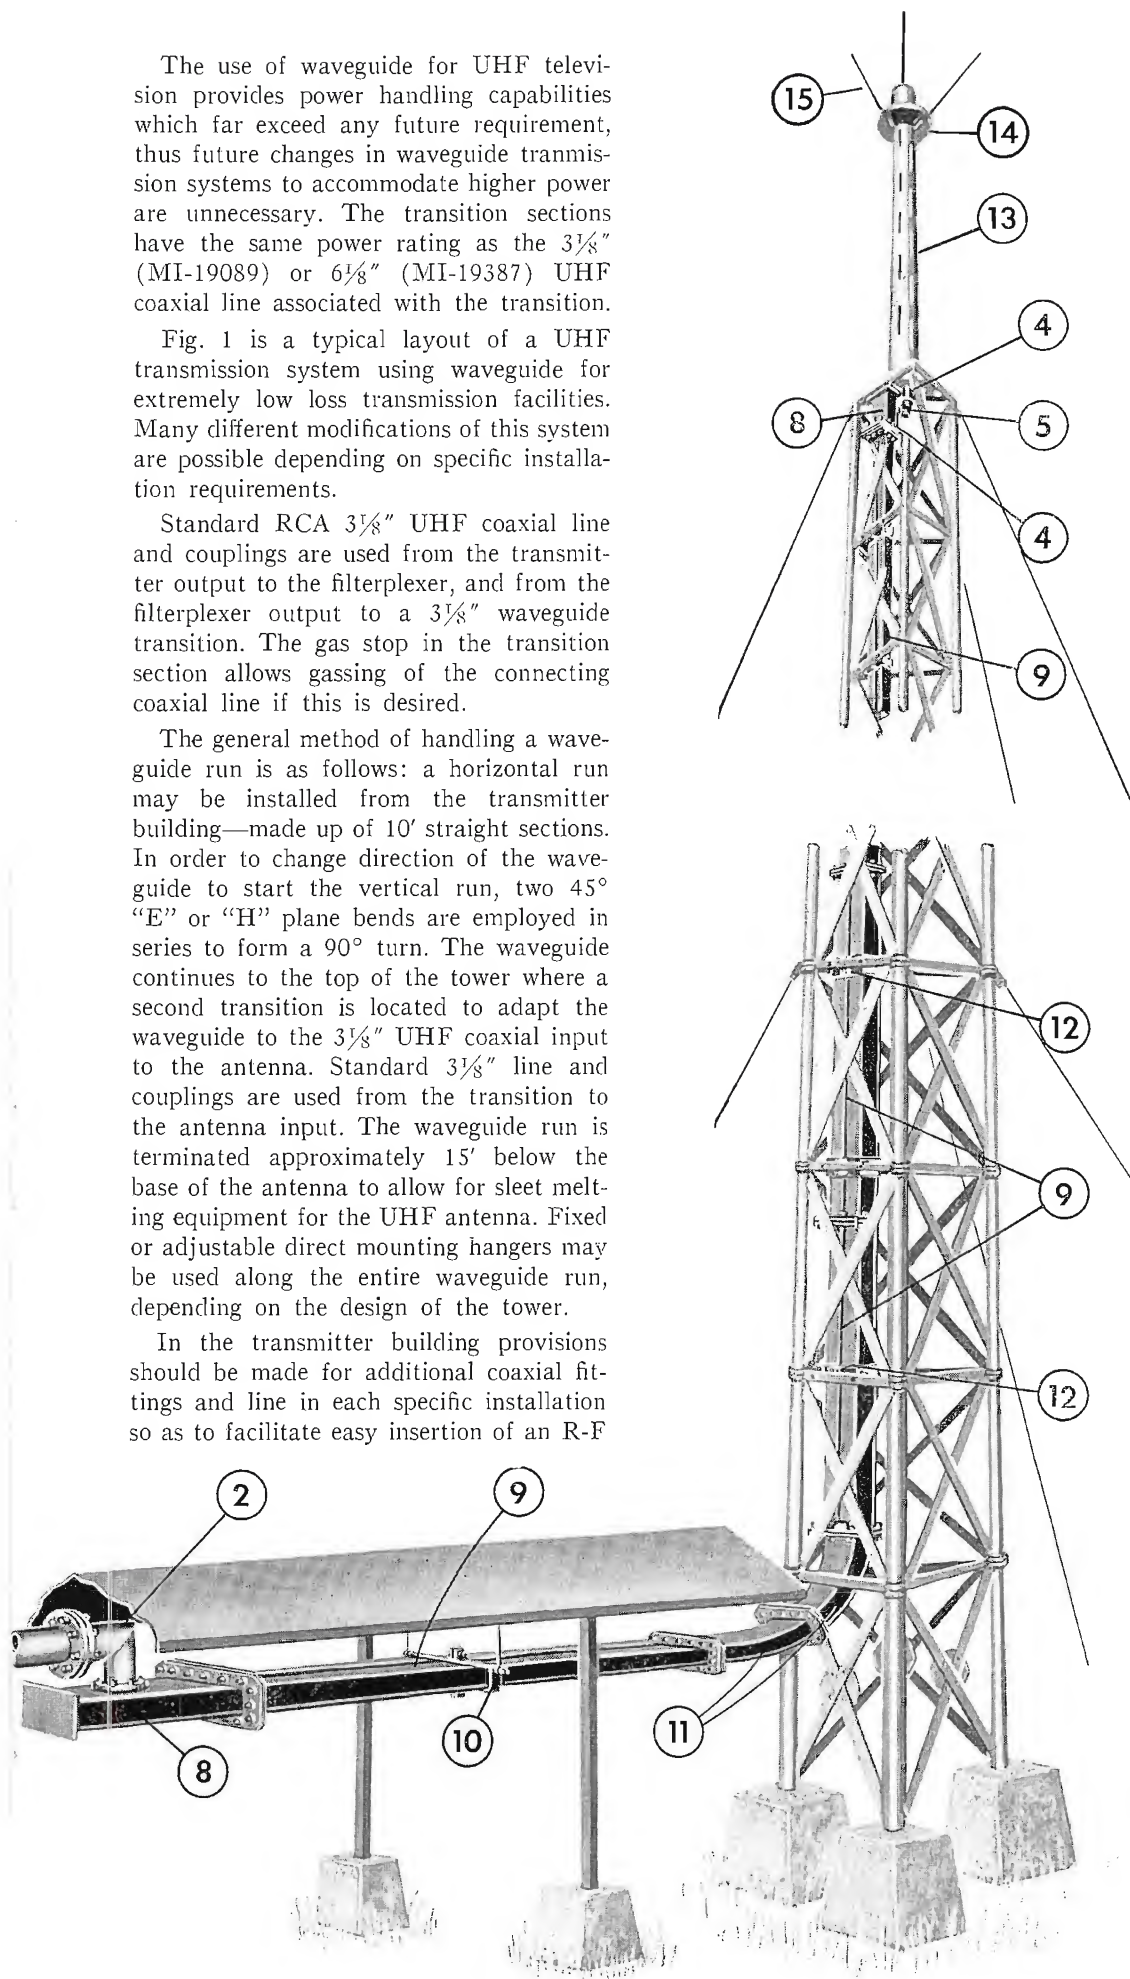 The use of waveguide for UHF televi-
sion provides power handling capabilities
which far exceed any future requirement,
thus future changes in waveguide tranmis-
sion systems to accommodate higher power
are unnecessary. The transition sections
have the same power rating as the 3⅛″
(MI-19089) or 6⅛″ (MI-19387) UHF
coaxial line associated with the transition.
Fig. 1 is a typical layout of a UHF
transmission system using waveguide for
extremely low loss transmission facilities.
Many different modifications of this system
are possible depending on specific installa-
tion requirements.
Standard RCA 3⅛″ UHF coaxial line
and couplings are used from the transmit-
ter output to the filterplexer, and from the
filterplexer output to a 3⅛″ waveguide
transition. The gas stop in the transition
section allows gassing of the connecting
coaxial line if this is desired.
The general method of handling a wave-
guide run is as follows: a horizontal run
may be installed from the transmitter
building—made up of 10′ straight sections.
In order to change direction of the wave-
guide to start the vertical run, two 45°
“E” or “H” plane bends are employed in
series to form a 90° turn. The waveguide
continues to the top of the tower where a
second transition is located to adapt the
waveguide to the 3⅛″ UHF coaxial input
to the antenna. Standard 3⅛″ line and
couplings are used from the transition to
the antenna input. The waveguide run is
terminated approximately 15′ below the
base of the antenna to allow for sleet melt-
ing equipment for the UHF antenna. Fixed
or adjustable direct mounting hangers may
be used along the entire waveguide run,
depending on the design of the tower.
In the transmitter building provisions
should be made for additional coaxial fit-
tings and line in each specific installation
so as to facilitate easy insertion of an R-F
15
14
13
4
8
5
4
9
12
9
12
2
9
10
11
8